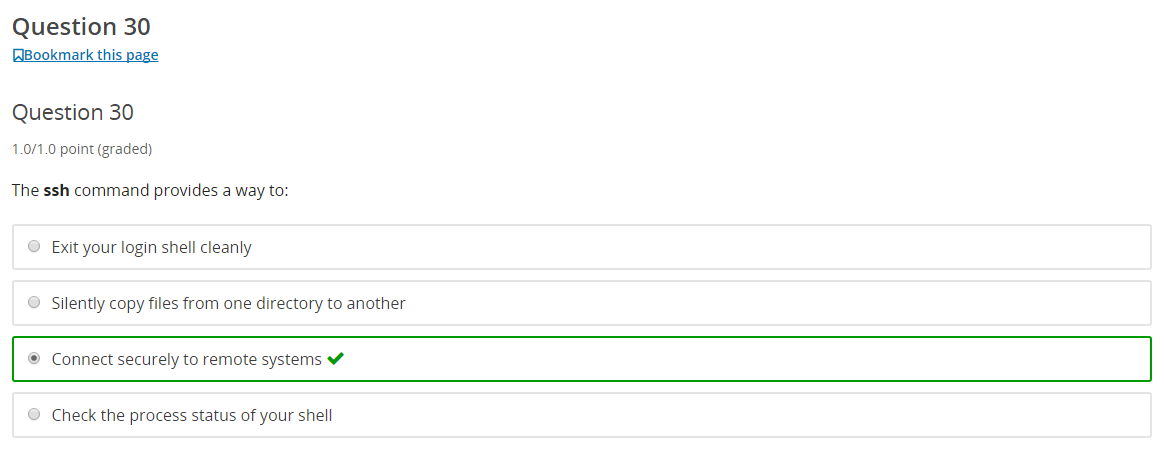 Question 30
Bookmark this page
Question 30
1.0/1.0 point (graded)
The ssh command provides a way to:
Exit your login shell cleanly
Silently copy files from one directory to another
Connect securely to remote systems
Check the process status of your shell